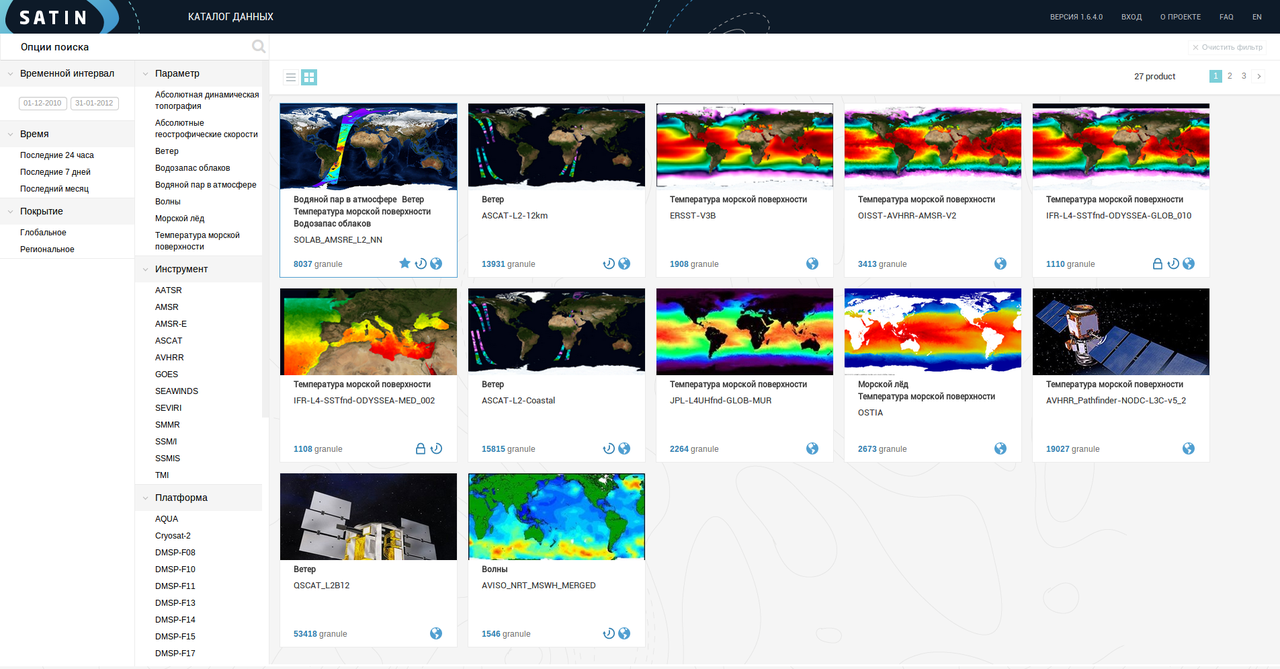 SATIN
КАТАЛОГ ДАННЫХ
ВЕРСИЯ 1.6.4.0
ВХОД
О ПРОЕКТЕ
FAQ
EN
Опции поиска
Очистить фильтр
Временной интервал
01-12-2010
31-01-2012
Время
Последние 24 часа
Последние 7 дней
Последний месяц
Покрытие
Глобальное
Региональное
Параметр
Абсолютная динамическая
топография
Абсолютные
геострофические скорости
Ветер
Водозапас облаков
Водяной пар в атмосфере
Волны
Морской лёд
Температура морской
поверхности
Инструмент
AATSR
AMSR
AMSR-E
ASCAT
AVHRR
GOES
SEAWINDS
SEVIRI
SMMR
SSM/I
SSMIS
TMI
Платформа
AQUA
Cryosat-2
DMSP-F08
DMSP-F10
DMSP-F11
DMSP-F13
DMSP-F14
DMSP-F15
DMSP-F17
27 product
1 2 3
Водяной пар в атмосфере Ветер
Температура морской поверхности
Водозапас облаков
SOLAB_AMSRE_L2_NN
8037 granule
Ветер
ASCAT-L2-12km
13931 granule
Температура морской поверхности
ERSST-V3B
1908 granule
Температура морской поверхности
OISST-AVHRR-AMSR-V2
3413 granule
Температура морской поверхности
IFR-L4-SSTfnd-ODYSSEA-GLOB_010
1110 granule
Температура морской поверхности
IFR-L4-SSTfnd-ODYSSEA-MED_002
1108 granule
Ветер
ASCAT-L2-Coastal
15815 granule
Температура морской поверхности
JPL-L4UHfnd-GLOB-MUR
2264 granule
Морской лёд
Температура морской поверхности
OSTIA
2673 granule
Температура морской поверхности
AVHRR_Pathfinder-NODC-L3C-v5_2
19027 granule
Ветер
QSCAT_L2B12
53418 granule
Волны
AVISO_NRT_MSWH_MERGED
1546 granule